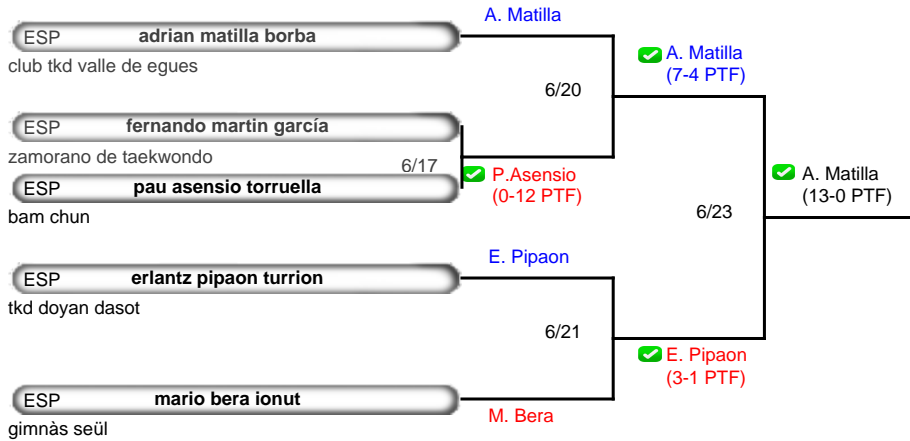 A. Matilla
ESP adrian matilla borba
club tkd valle de egues
A. Matilla
(7-4 PTF)
6/20
ESP fernando martin garcía
zamorano de taekwondo
6/17
P.Asensio
(0-12 PTF)
ESP pau asensio torruella
bam chun
A. Matilla
(13-0 PTF)
6/23
E. Pipaon
ESP erlantz pipaon turrion
tkd doyan dasot
6/21
E. Pipaon
(3-1 PTF)
ESP mario bera ionut
M. Bera
gimnàs seül